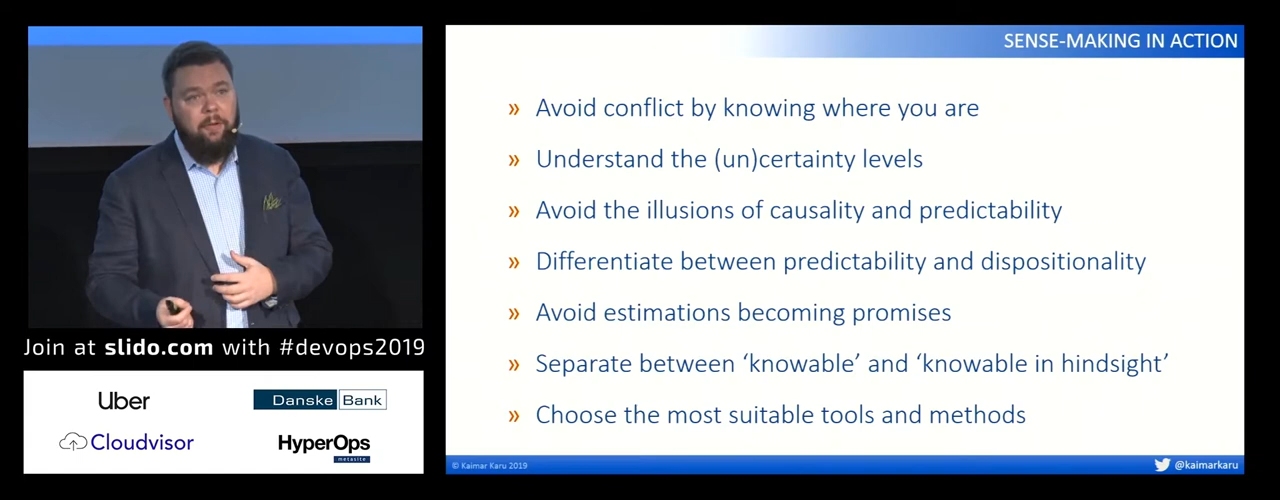 SENSE-MAKING IN ACTION
» Avoid conflict by knowing where you are
» Understand the (un)certainty levels
» Avoid the illusions of causality and predictability
» Differentiate between predictability and dispositionality
» Avoid estimations becoming promises
» Separate between ‘knowable’ and ‘knowable in hindsight’
» Choose the most suitable tools and methods
© Kaimar Karu 2019
@kaimarkaru
Join at slido.com with #devops2019
Uber
Danske Bank
Cloudvisor
HyperOps
metasite